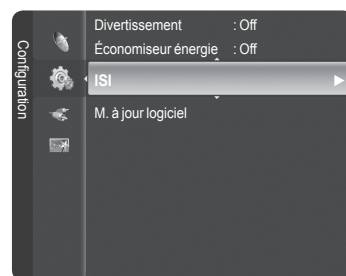 Configuration
Divertissement : Off
Économiseur énergie : Off
ISI
M. à jour logiciel